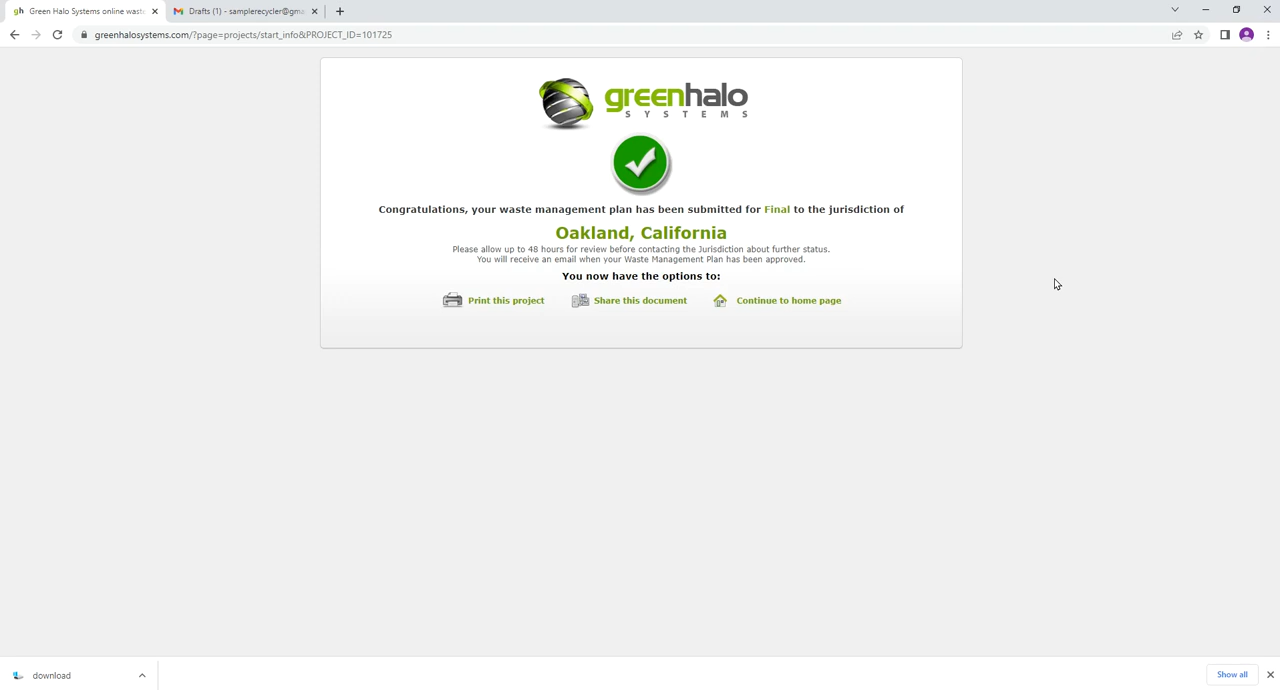 gh Green Halo Systems online wast
Drafts (1) - samplerecycler@gma
greenhalosystems.com/?page=projects/start_info&PROJECT_ID=101725
greenhalo
SYSTEMS
Congratulations, your waste management plan has been submitted for Final to the jurisdiction of
Oakland, California
Please allow up to 48 hours for review before contacting the Jurisdiction about further status.
You will receive an email when your Waste Management Plan has been approved.
You now have the options to:
Print this project
Share this document
Continue to home page
download
Show all